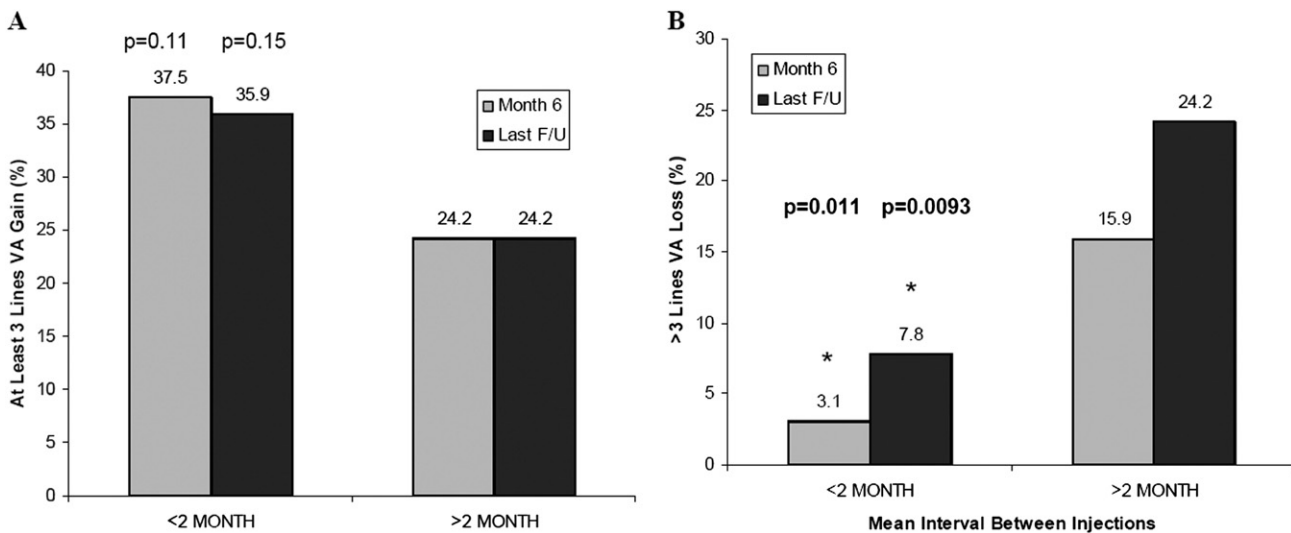 A
p=0.11 p=0.15
At Least 3 Lines VA Gain (%)
40
35
30
25
20
15
10
5
0
37.5
35.9
24.2
24.2
Month 6
Last F/U
<2 MONTH
>2 MONTH
B
>3 Lines VA Loss (%)
30
25
20
15
10
5
0
Month 6
Last F/U
p=0.011 p=0.0093
*
3.1
*
7.8
15.9
24.2
<2 MONTH
>2 MONTH
Mean Interval Between Injections